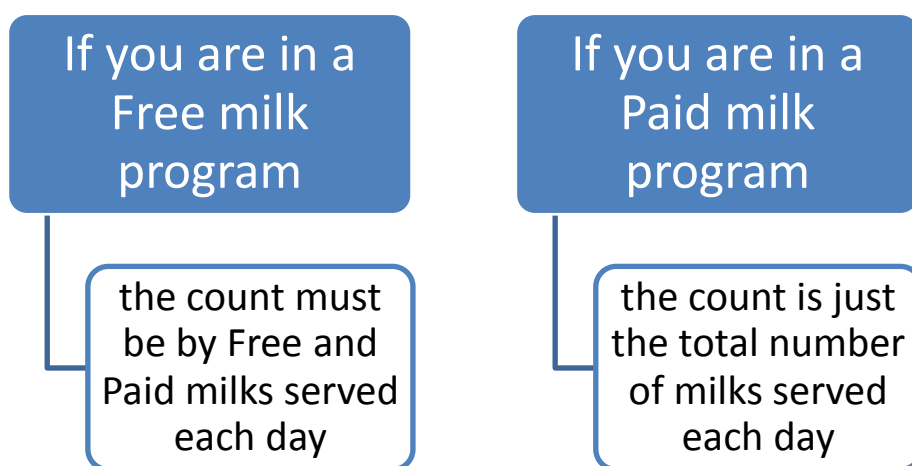 If you are in a
Free milk
program
the count must
be by Free and
Paid milks served
each day
If you are in a
Paid milk
program
the count is just
the total number
of milks served
each day